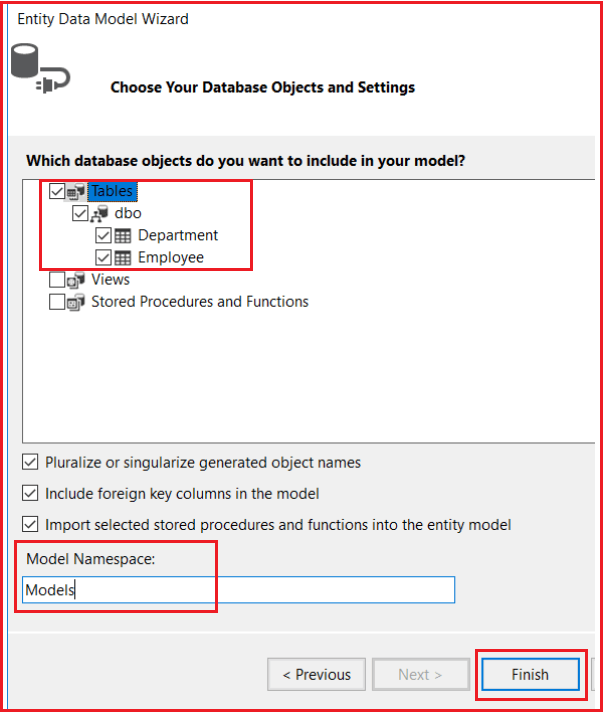 Entity Data Model Wizard
Choose Your Database Objects and Settings
Which database objects do you want to include in your model?
Tables
dbo
Department
Employee
Views
Stored Procedures and Functions
Pluralize or singularize generated object names
Include foreign key columns in the model
Import selected stored procedures and functions into the entity model
Model Namespace:
Models
< Previous Next > Finish